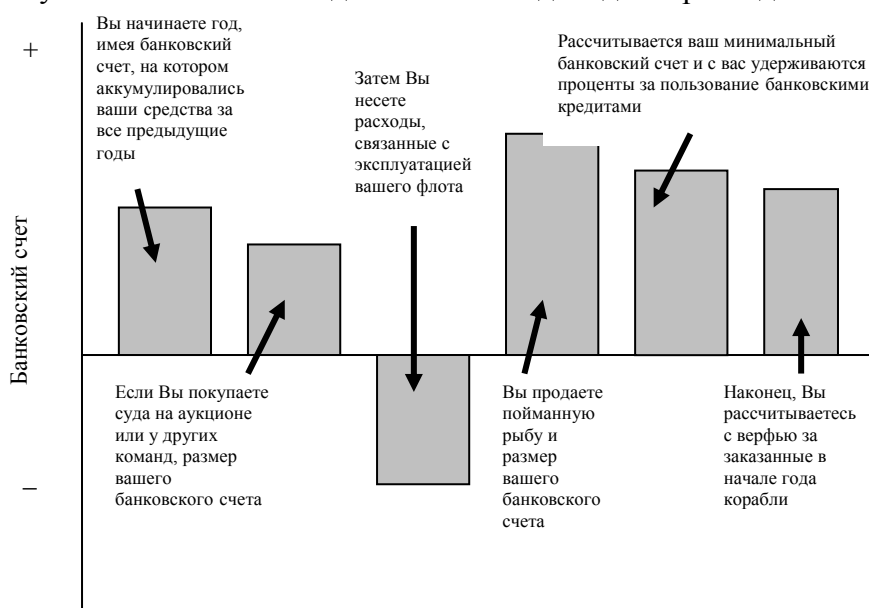 +
Вы начинаете год,
имея банковский
счет, на котором
аккумулировались
ваши средства за
все предыдущие
годы
Затем Вы
несете
расходы,
связанные с
эксплуатацией
вашего флота
Рассчитывается ваш минимальный
банковский счет и с вас удерживаются
проценты за пользование банковскими
кредитами
Банковский счет
Если Вы покупаете
суда на аукционе
или у других
команд, размер
вашего
банковского счета
Вы продаете
пойманную
рыбу и
размер
вашего
банковского
счета
Наконец, Вы
рассчитываетесь
с верфью за
заказанные в
начале года
корабли
–